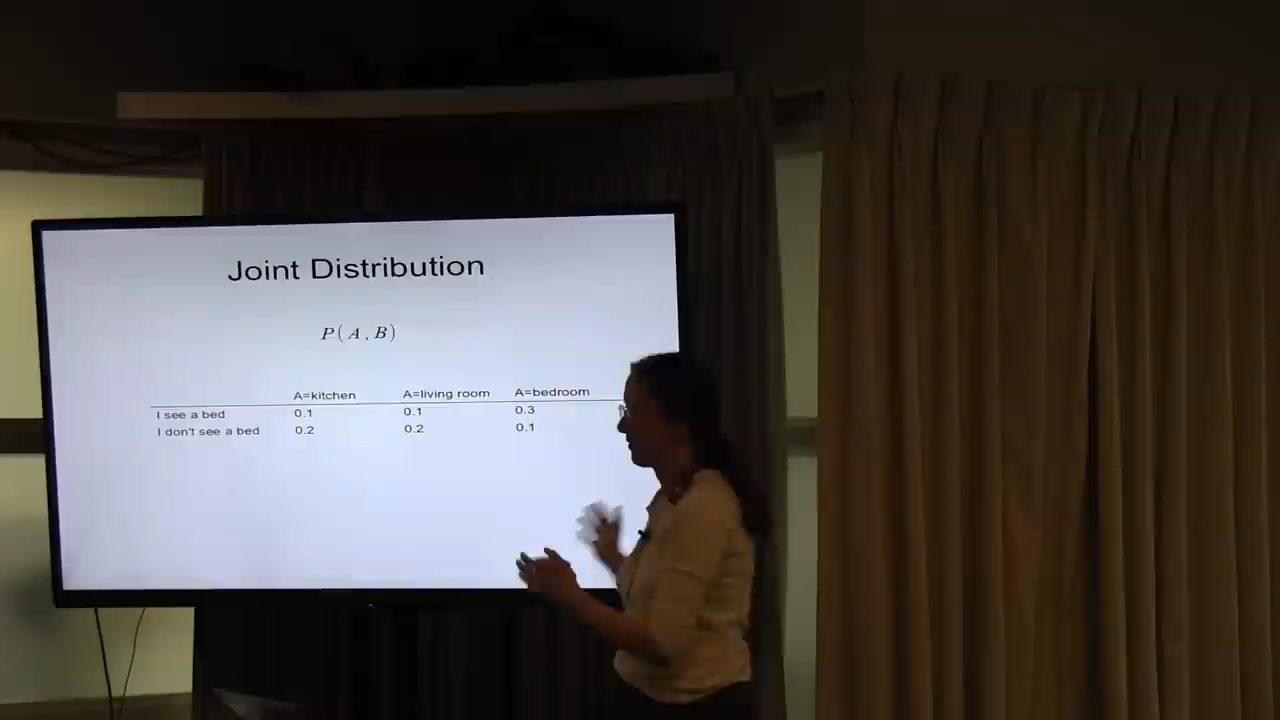 Joint Distribution
P(A,B)
A=kitchen A=living room A=bedroom
I see a bed 0.1 0.1 0.3
I don't see a bed 0.2 0.2 0.1